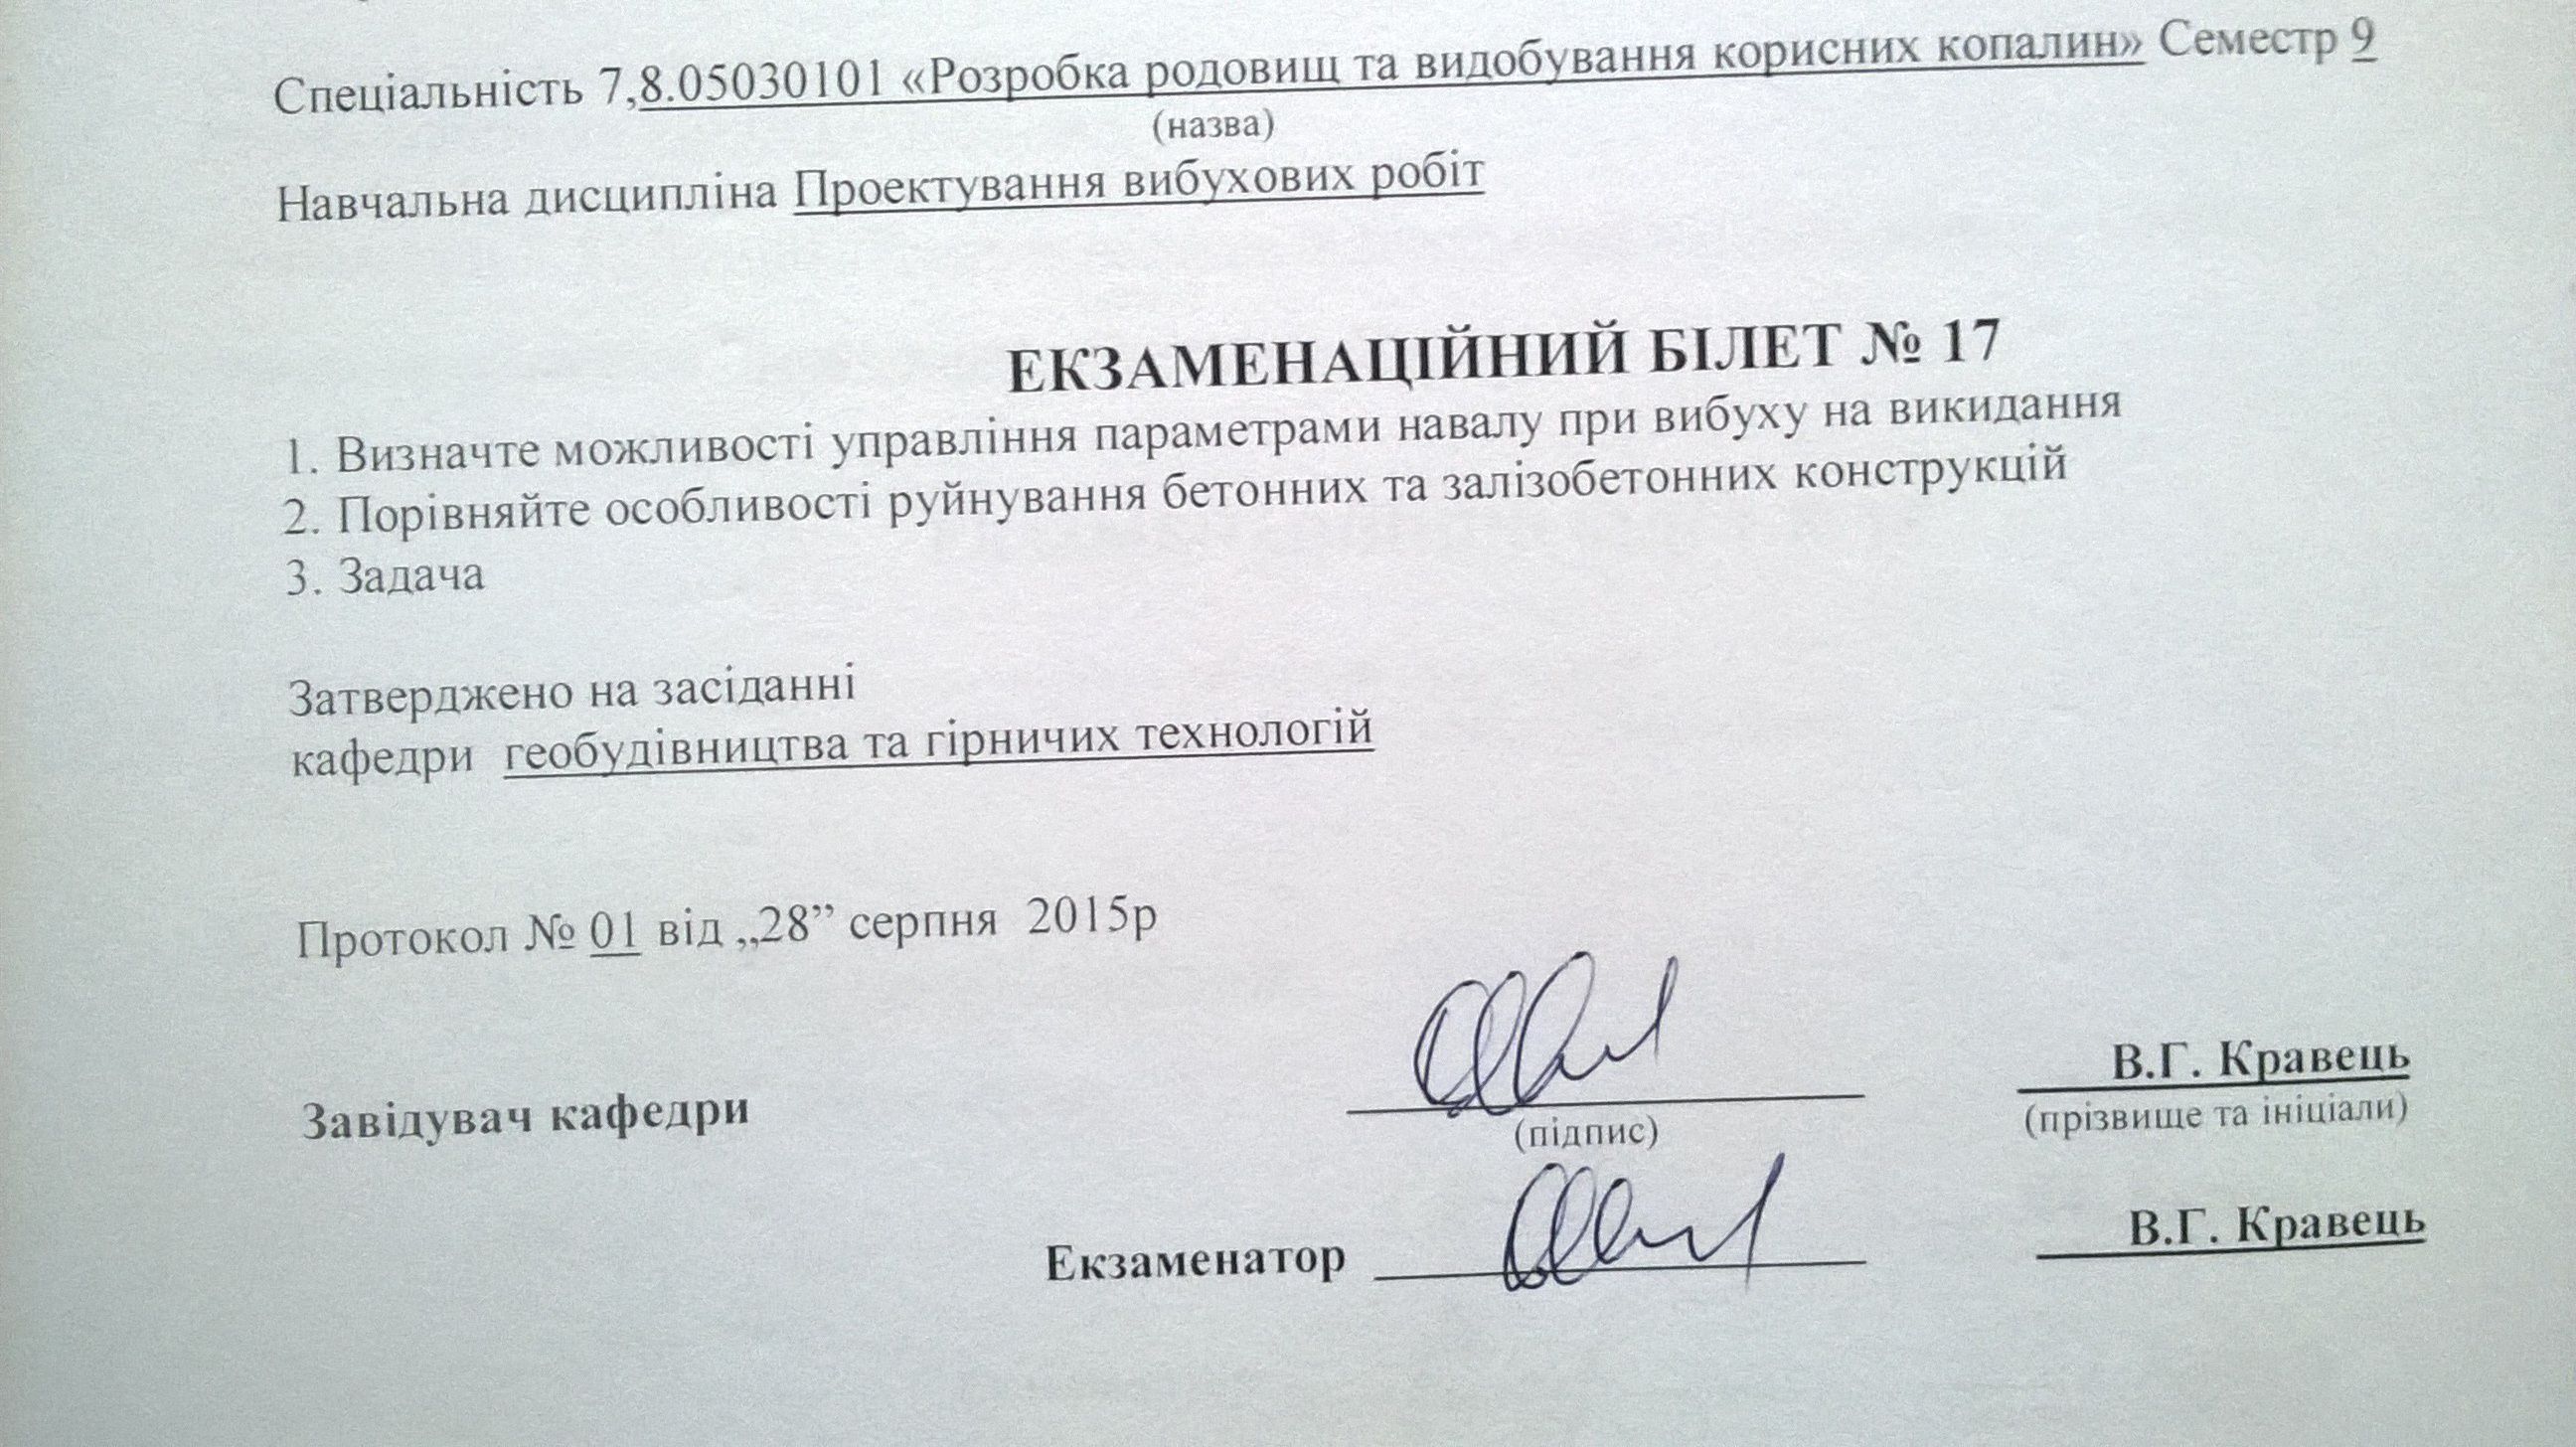 Спеціальність 7,8.05030101 «Розробка родовищ та видобування корисних копалин» Семестр 9
(назва)
Навчальна дисципліна Проектування вибухових робіт
ЕКЗАМЕНАЦІЙНИЙ БІЛЕТ № 17
1. Визначте можливості управління параметрами навалу при вибуху на викидання
2. Порівняйте особливості руйнування бетонних та залізобетонних конструкцій
3. Задача
Затверджено на засіданні
кафедри геобудівництва та гірничих технологій
Протокол № 01 від „28” серпня 2015р
Завідувач кафедри В.Г. Кравець
(підпис) (прізвище та ініціали)
Екзаменатор В.Г. Кравець